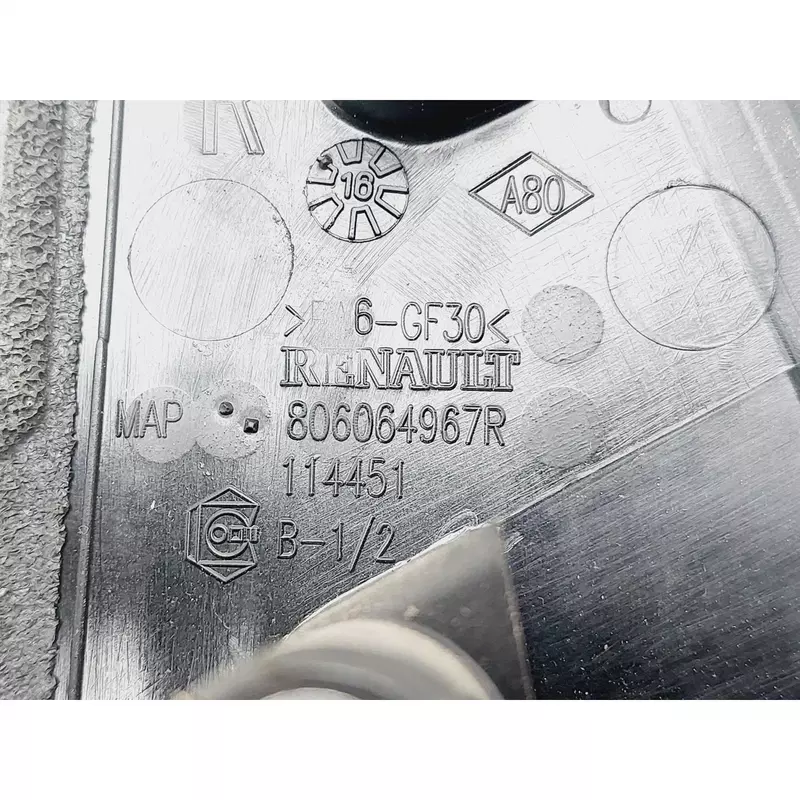 R
16
A80
6-GF30<
RENAULT
MAP
806064967R
114451
B-1/2